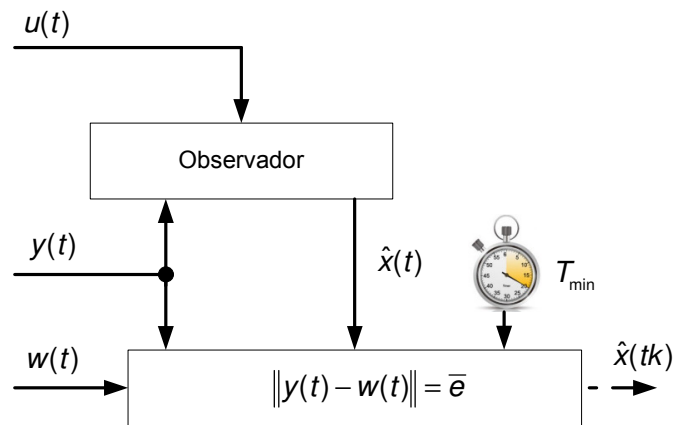 u(t)
Observador
y(t)
x̂(t)
T_min
w(t)
‖y(t) − w(t)‖ = e̅
x̂(tk)